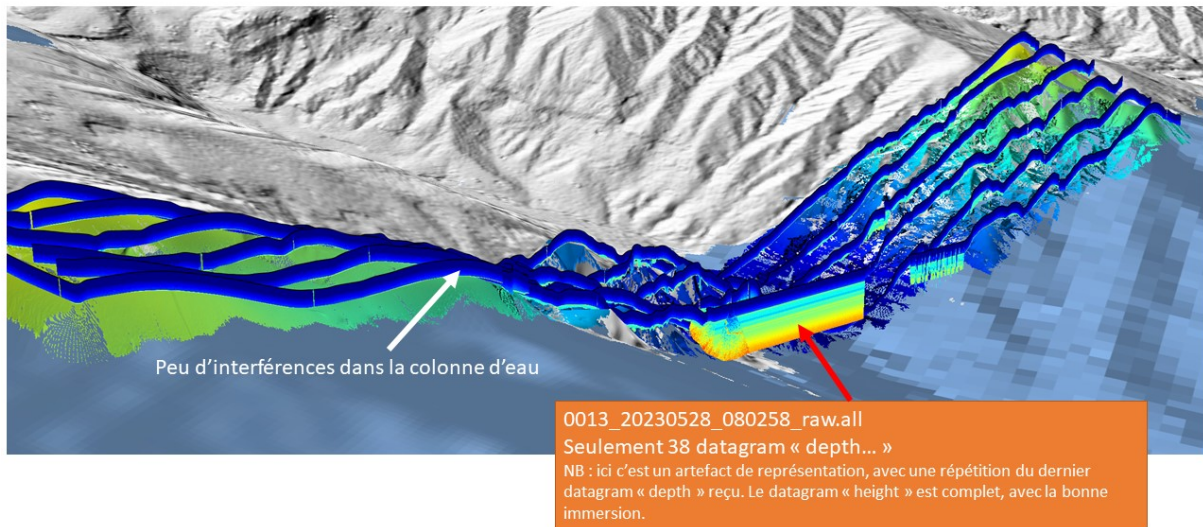 Peu d'interférences dans la colonne d'eau
0013_20230528_080258_raw.all
Seulement 38 datagram « depth... »
NB : ici c'est un artefact de représentation, avec une répétition du dernier
datagram « depth » reçu. Le datagram « height » est complet, avec la bonne
immersion.